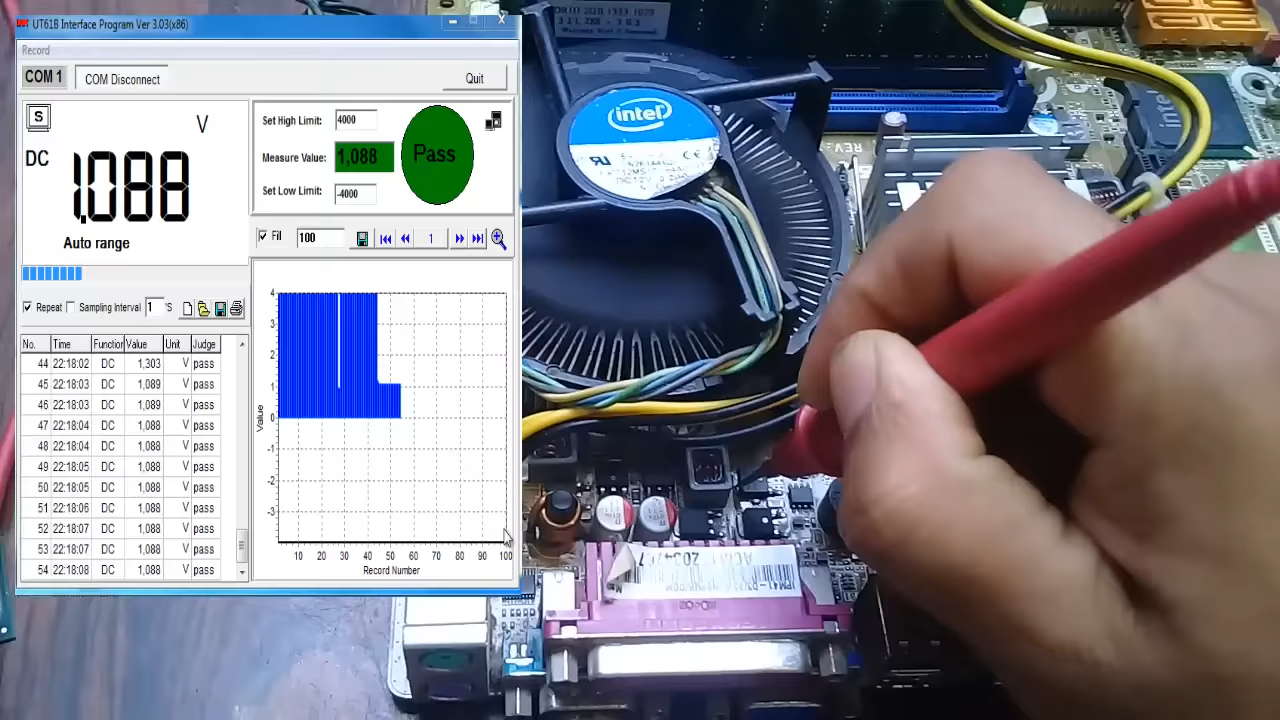 UT61B Interface Program Ver 3.03(x86)
Record
COM 1
COM Disconnect
Quit
S
V
DC
1.088
Auto range
Set High Limit:
4000
Measure Value:
1,088
Pass
Set Low Limit:
-4000
Fil
100
1
Repeat
Sampling Interval
1
'S
No. Time Function Value Unit Judge
44 22:18:02 DC 1,303 V pass
45 22:18:03 DC 1,089 V pass
46 22:18:03 DC 1,089 V pass
47 22:18:04 DC 1,088 V pass
48 22:18:04 DC 1,088 V pass
49 22:18:05 DC 1,088 V pass
50 22:18:05 DC 1,088 V pass
51 22:18:06 DC 1,088 V pass
52 22:18:07 DC 1,088 V pass
53 22:18:07 DC 1,088 V pass
54 22:18:08 DC 1,088 V pass
Value
4
3
2
1
0
-1
-2
-3
10 20 30 40 50 60 70 80 90 100
Record Number
intel
REV.
intel